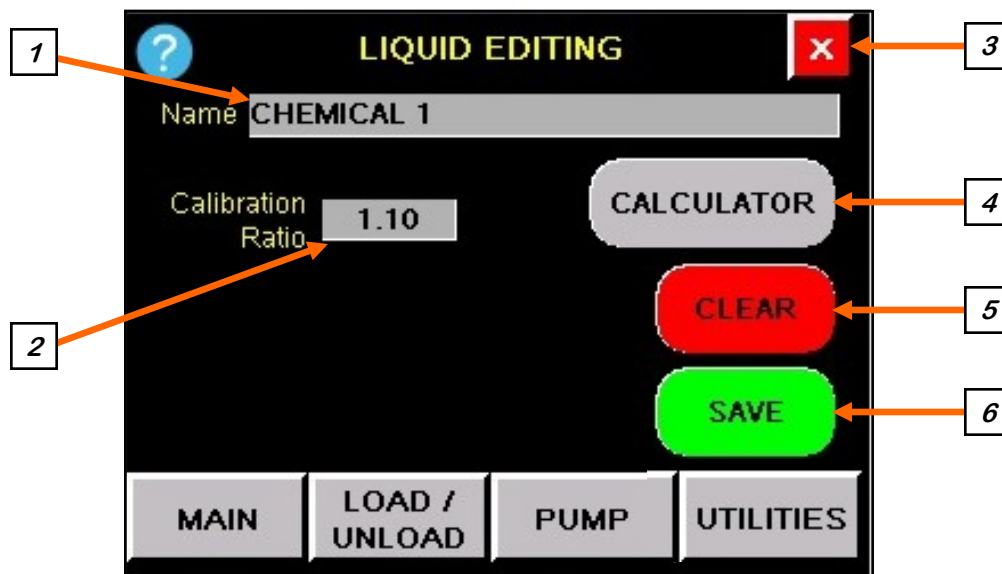 1
?
LIQUID EDITING
X
3
Name CHEMICAL 1
Calibration
Ratio
1.10
CALCULATOR
4
2
CLEAR
5
SAVE
6
MAIN
LOAD /
UNLOAD
PUMP
UTILITIES